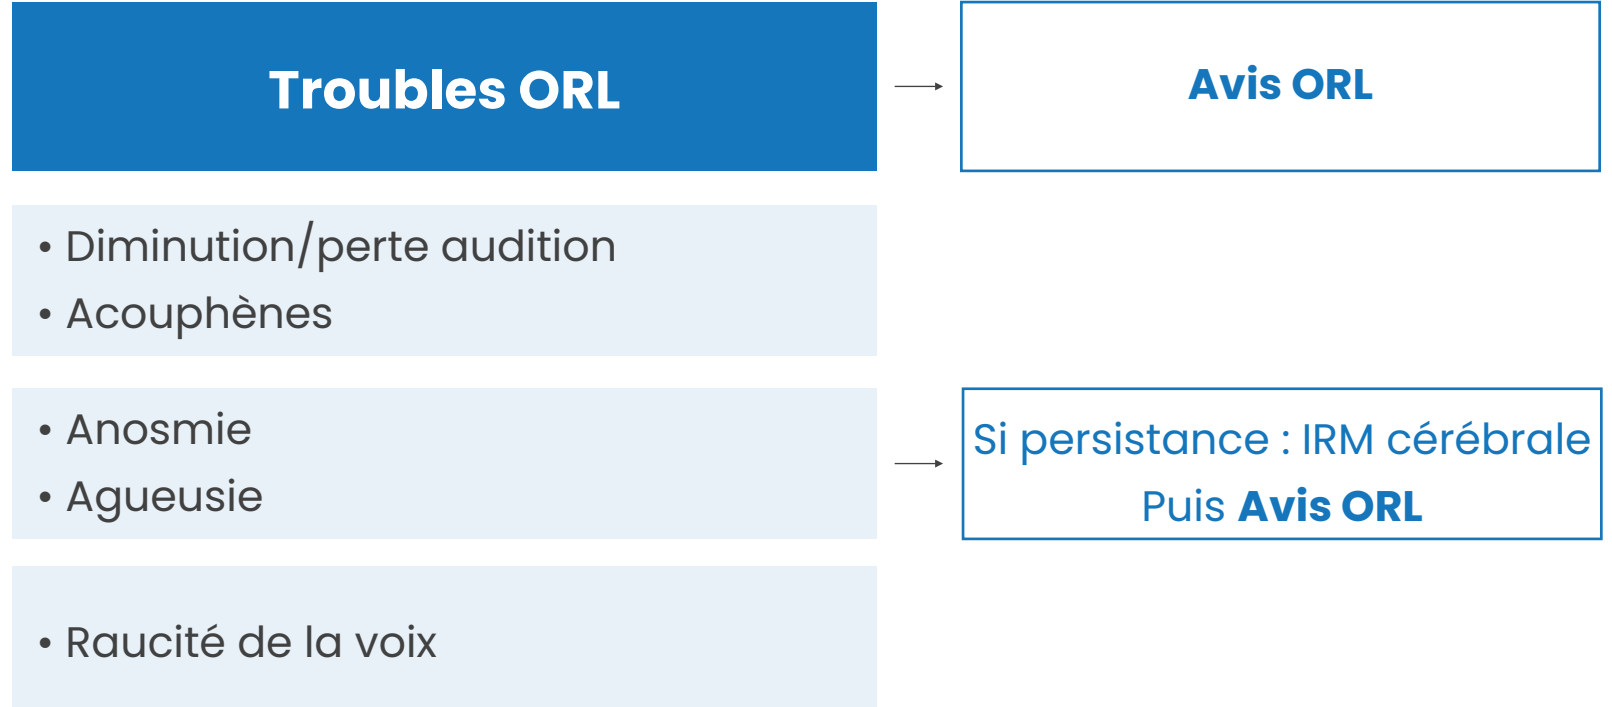 Troubles ORL
Avis ORL
• Diminution/perte audition
• Acouphènes
• Anosmie
• Agueusie
Si persistance : IRM cérébrale
Puis Avis ORL
• Raucité de la voix